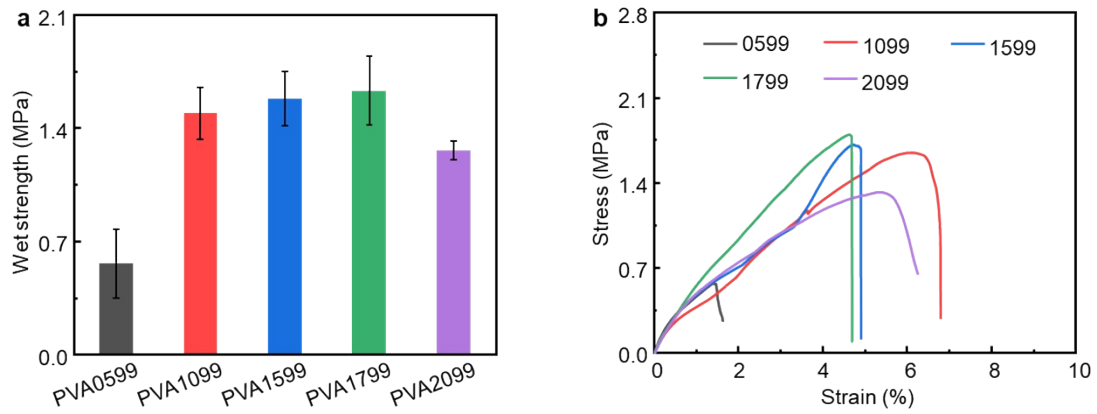 a
Wet strength (MPa)
2.1
1.4
0.7
0.0
PVA0599
PVA1099
PVA1599
PVA1799
PVA2099
b
Stress (MPa)
2.8
2.1
1.4
0.7
0.0
0599
1099
1599
1799
2099
0
2
4
6
8
10
Strain (%)